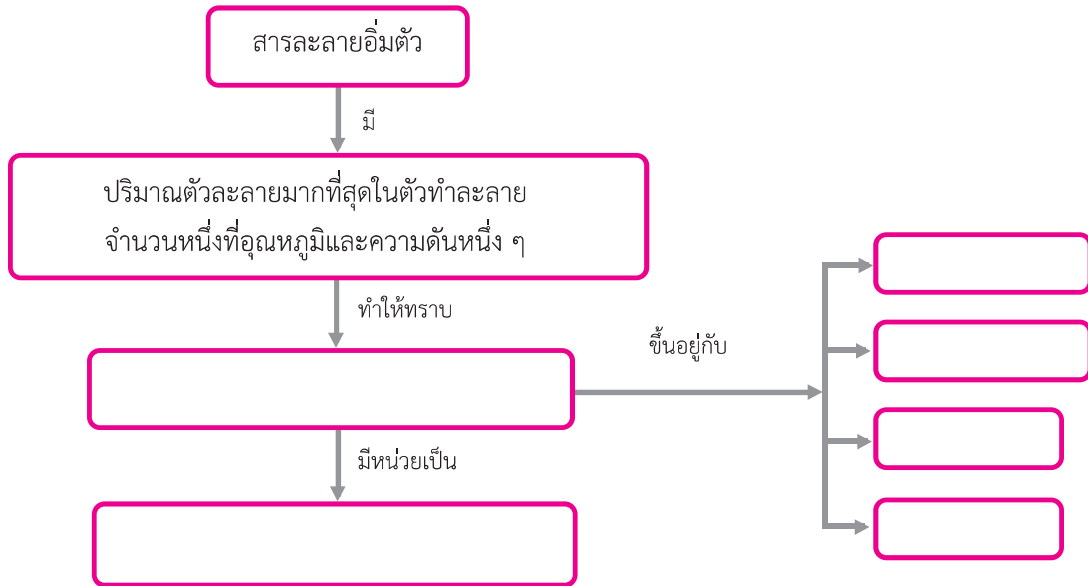 สารละลายอิ่มตัว
มี
ปริมาณตัวละลายมากที่สุดในตัวทำละลาย
จำนวนหนึ่งที่อุณหภูมิและความดันหนึ่ง ๆ
ทำให้ทราบ
ขึ้นอยู่กับ
มีหน่วยเป็น